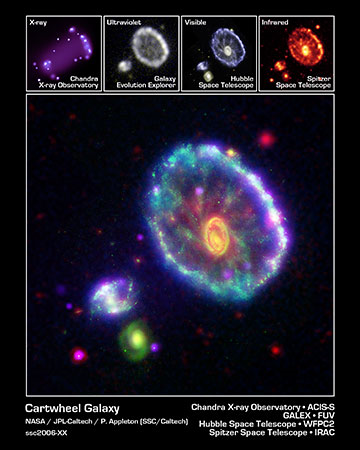 X-ray
Chandra
X-ray Observatory
Ultraviolet
Galaxy
Evolution Explorer
Visible
Hubble
Space Telescope
Infrared
Spitzer
Space Telescope
Cartwheel Galaxy
NASA / JPL-Caltech / P. Appleton (SSC/Caltech)
ssc2006-XX
Chandra X-ray Observatory • ACIS-S
GALEX • FUV
Hubble Space Telescope • WFPC2
Spitzer Space Telescope • IRAC